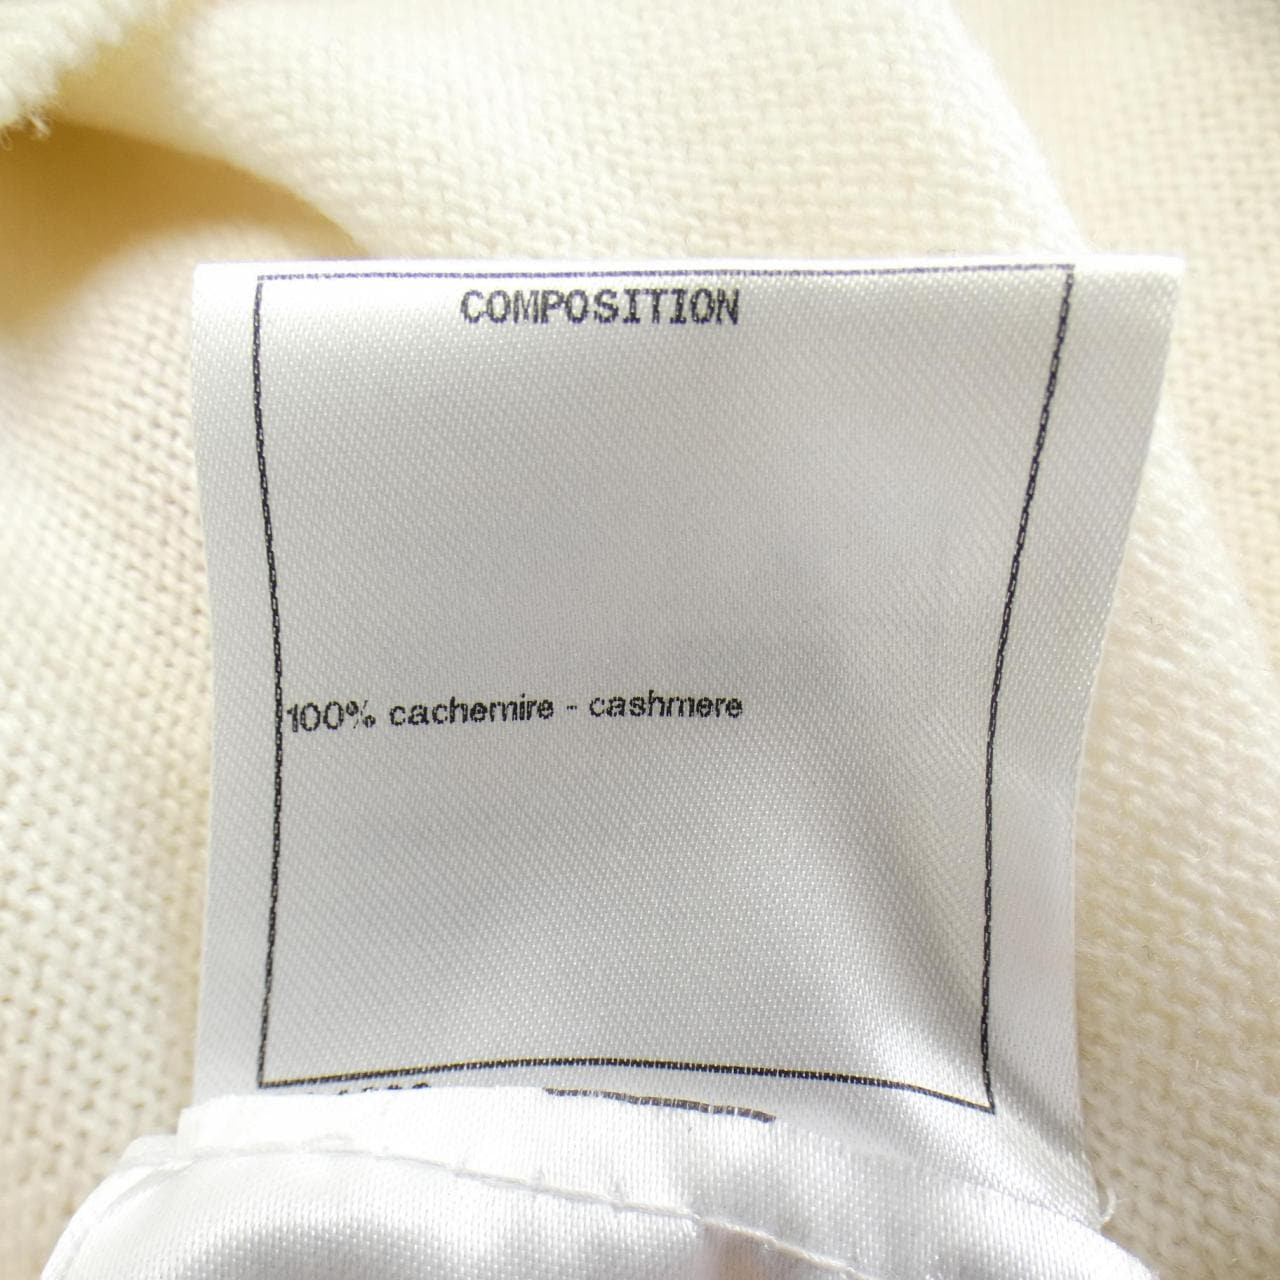 COMPOSITION
100% cachemire - cashmere